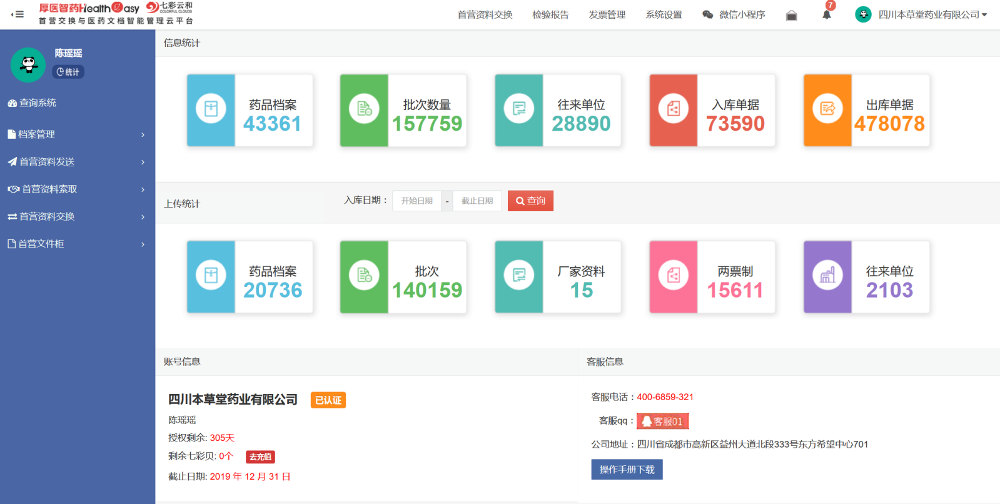 厚医智药HealthEasy 七彩云和
COLORFUL CLOUDS
首营交换与医药文档智能管理云平台
首营资料交换 检验报告 发票管理 系统设置 微信小程序 7 四川本草堂药业有限公司
陈瑶瑶
统计
查询系统
档案管理
首营资料发送
首营资料索取
首营资料交换
首营文件柜
信息统计
药品档案
43361
批次数量
157759
往来单位
28890
入库单据
73590
出库单据
478078
上传统计
入库日期： 开始日期 - 截止日期 查询
药品档案
20736
批次
140159
厂家资料
15
两票制
15611
往来单位
2103
账号信息
四川本草堂药业有限公司 已认证
陈瑶瑶
授权剩余: 305天
剩余七彩贝: 0个 去充值
截止日期: 2019 年 12 月 31 日
客服信息
客服电话：400-6859-321
客服qq： 客服01
公司地址：四川省成都市高新区益州大道北段333号东方希望中心701
操作手册下载